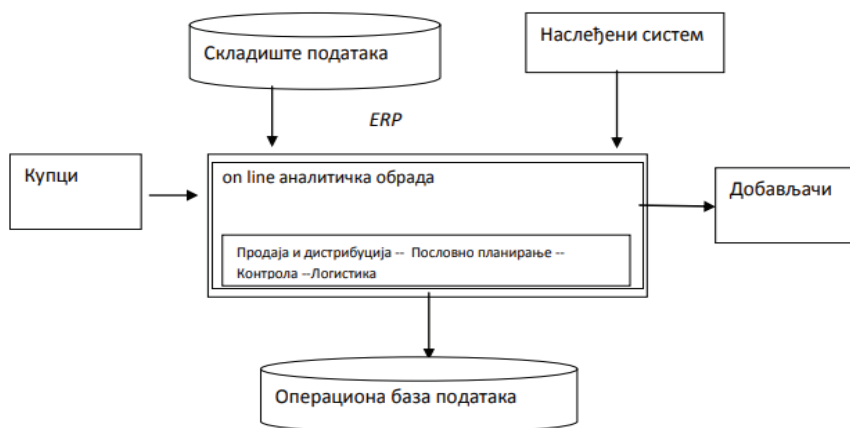 Складиште података
Наслеђени систем
ERP
Купци
on line аналитичка обрада
Добављачи
Продаја и дистрибуција -- Пословно планирање --
Контрола --Логистика
Операциона база података